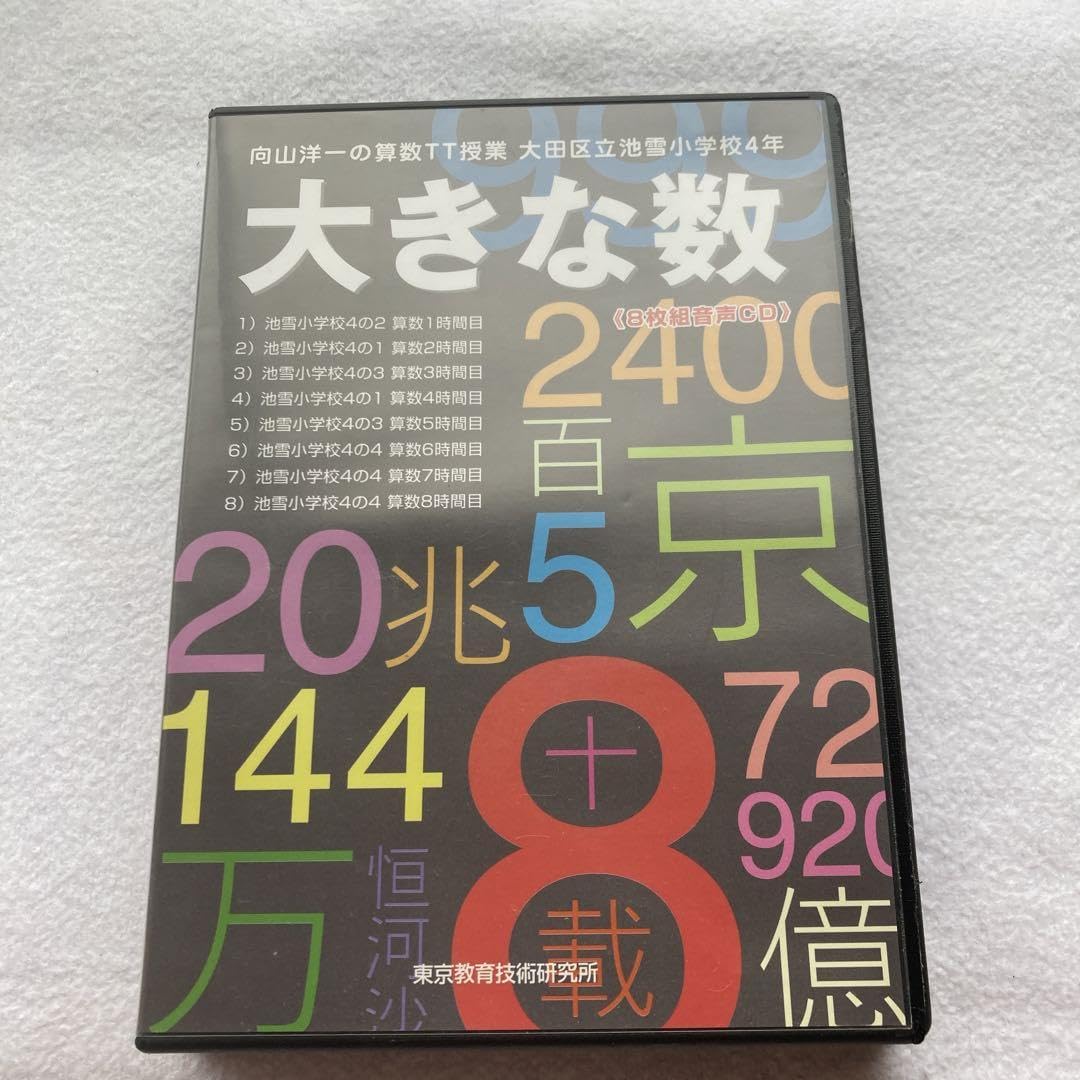 999
向山洋一の算数TT授業 大田区立池雪小学校4年
大きな数
《8枚組音声CD》
1）池雪小学校4の2 算数1時間目
2）池雪小学校4の1 算数2時間目
3）池雪小学校4の3 算数3時間目
4）池雪小学校4の1 算数4時間目
5）池雪小学校4の3 算数5時間目
6）池雪小学校4の4 算数6時間目
7）池雪小学校4の4 算数7時間目
8）池雪小学校4の4 算数8時間目
2400
百
京
5
20
兆
144
8
十
72
920
万
恒河沙
載
億
東京教育技術研究所